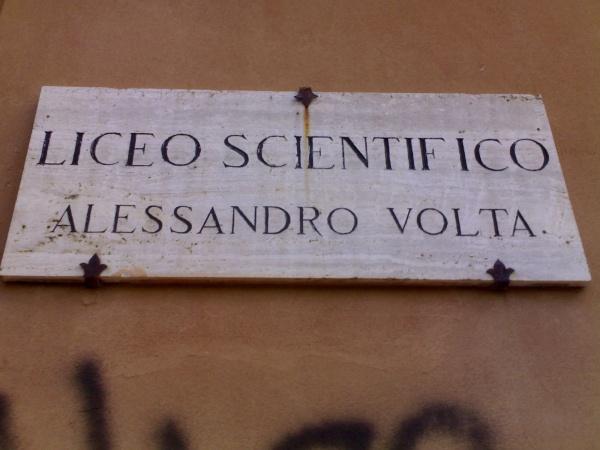 LICEO SCIENTIFICO
ALESSANDRO VOLTA.